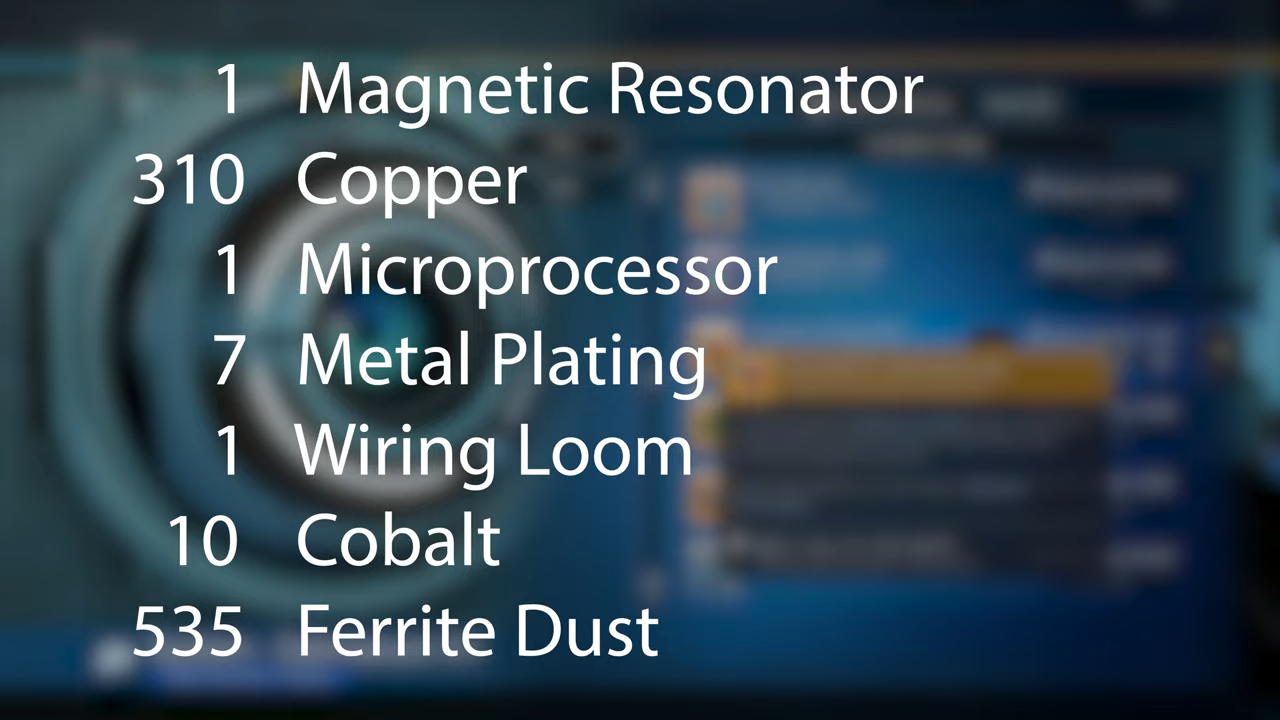 1 Magnetic Resonator
310 Copper
1 Microprocessor
7 Metal Plating
1 Wiring Loom
10 Cobalt
535 Ferrite Dust